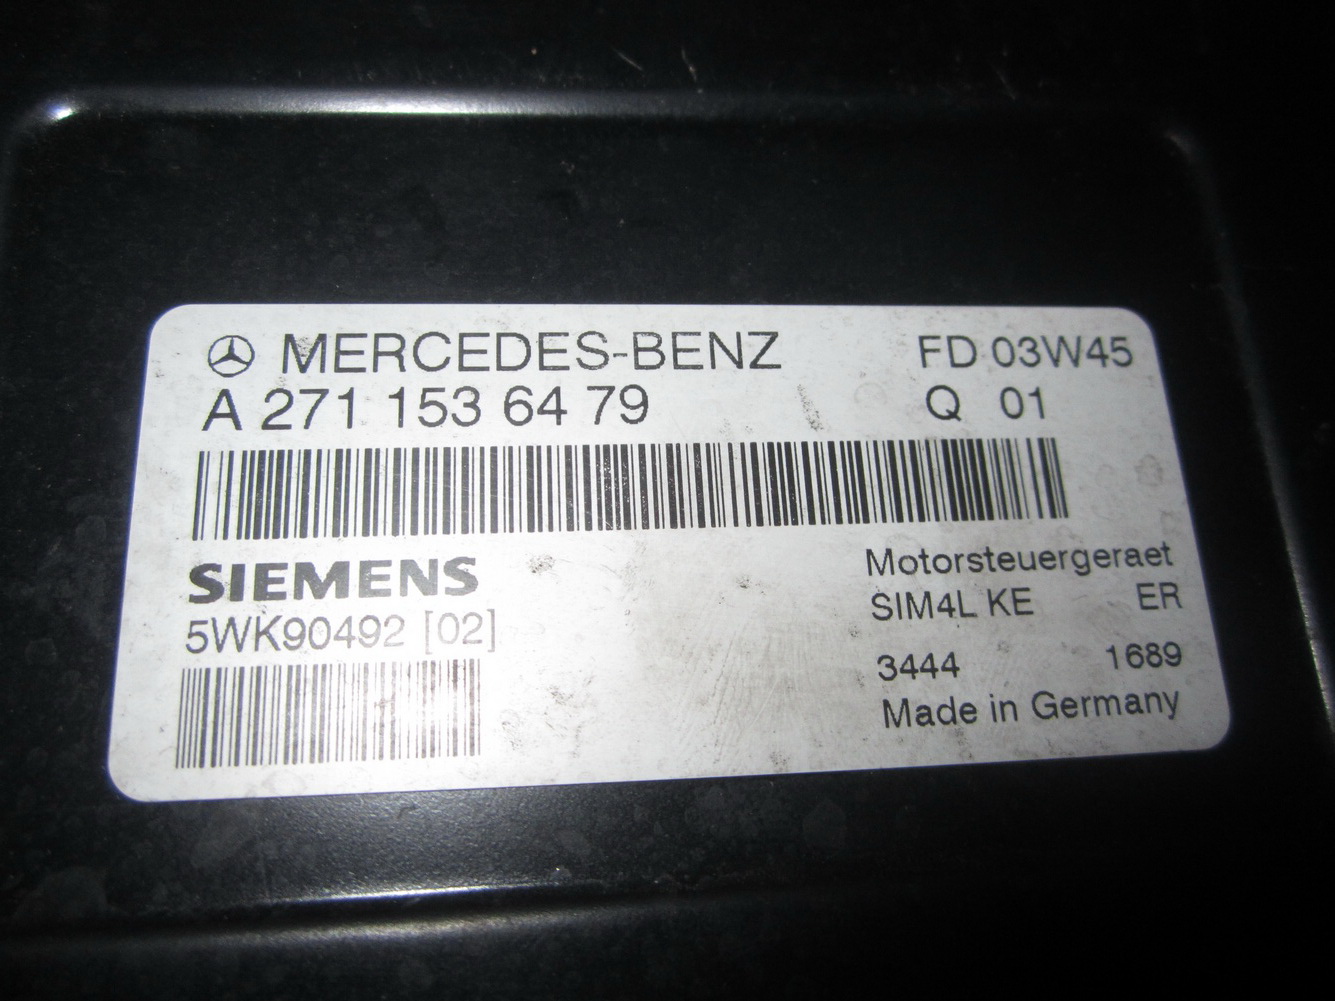 MERCEDES-BENZ FD 03W45
A 271 153 64 79 Q 01
SIEMENS
5WK90492 [02]
Motorsteuergeraet
SIM4L KE ER
3444 1689
Made in Germany